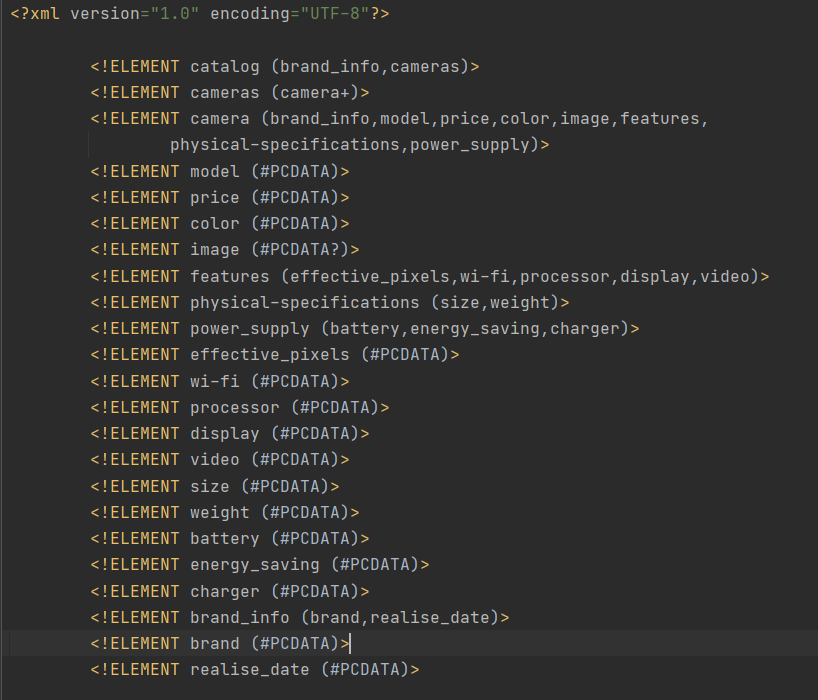 <?xml version="1.0" encoding="UTF-8"?>
<!ELEMENT catalog (brand_info,cameras)>
<!ELEMENT cameras (camera+)>
<!ELEMENT camera (brand_info,model,price,color,image,features,
physical-specifications,power_supply)>
<!ELEMENT model (#PCDATA)>
<!ELEMENT price (#PCDATA)>
<!ELEMENT color (#PCDATA)>
<!ELEMENT image (#PCDATA?)>
<!ELEMENT features (effective_pixels,wi-fi,processor,display,video)>
<!ELEMENT physical-specifications (size,weight)>
<!ELEMENT power_supply (battery,energy_saving,charger)>
<!ELEMENT effective_pixels (#PCDATA)>
<!ELEMENT wi-fi (#PCDATA)>
<!ELEMENT processor (#PCDATA)>
<!ELEMENT display (#PCDATA)>
<!ELEMENT video (#PCDATA)>
<!ELEMENT size (#PCDATA)>
<!ELEMENT weight (#PCDATA)>
<!ELEMENT battery (#PCDATA)>
<!ELEMENT energy_saving (#PCDATA)>
<!ELEMENT charger (#PCDATA)>
<!ELEMENT brand_info (brand,realise_date)>
<!ELEMENT brand (#PCDATA)>
<!ELEMENT realise_date (#PCDATA)>